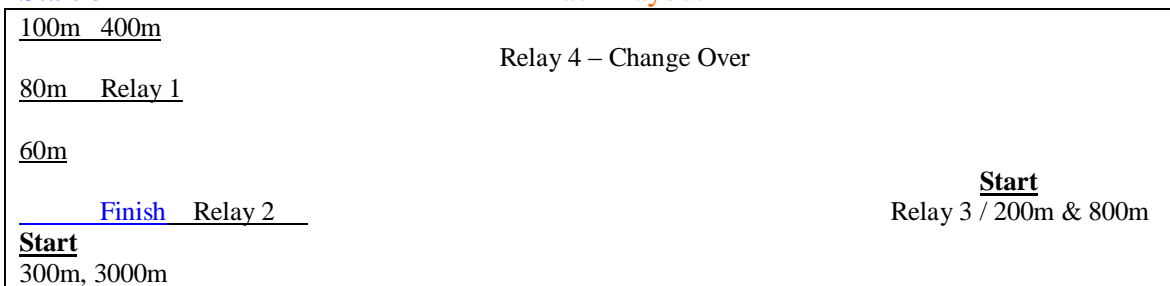 100m 400m
Relay 4 – Change Over
80m Relay 1
60m
Start
Finish Relay 2
Relay 3 / 200m & 800m
Start
300m, 3000m